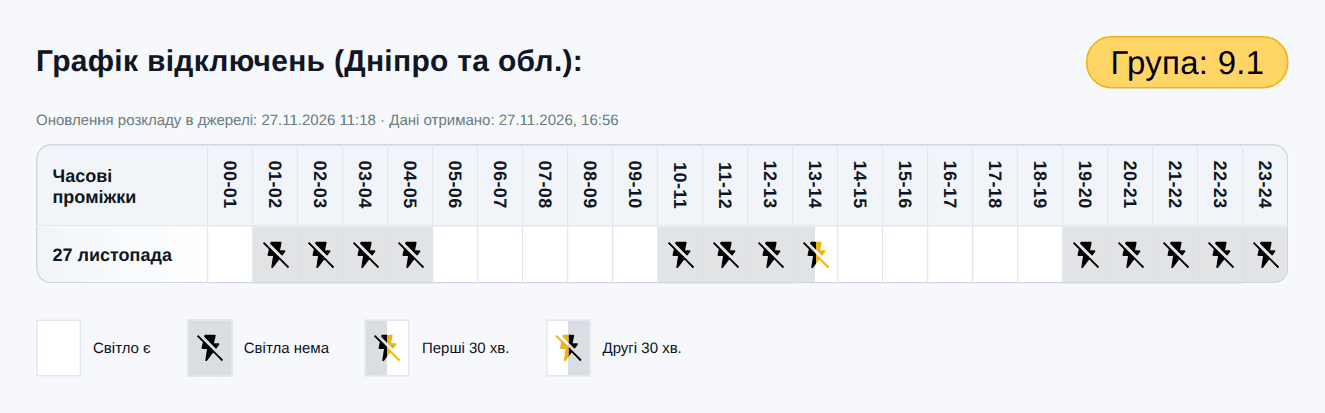 Графік відключень (Дніпро та обл.):
Група: 9.1
Оновлення розкладу в джерелі: 27.11.2026 11:18 · Дані отримано: 27.11.2026, 16:56
Часові
проміжки
00-01
01-02
02-03
03-04
04-05
05-06
06-07
07-08
08-09
09-10
10-11
11-12
12-13
13-14
14-15
15-16
16-17
17-18
18-19
19-20
20-21
21-22
22-23
23-24
27 листопада
Світло є
Світла нема
Перші 30 хв.
Другі 30 хв.